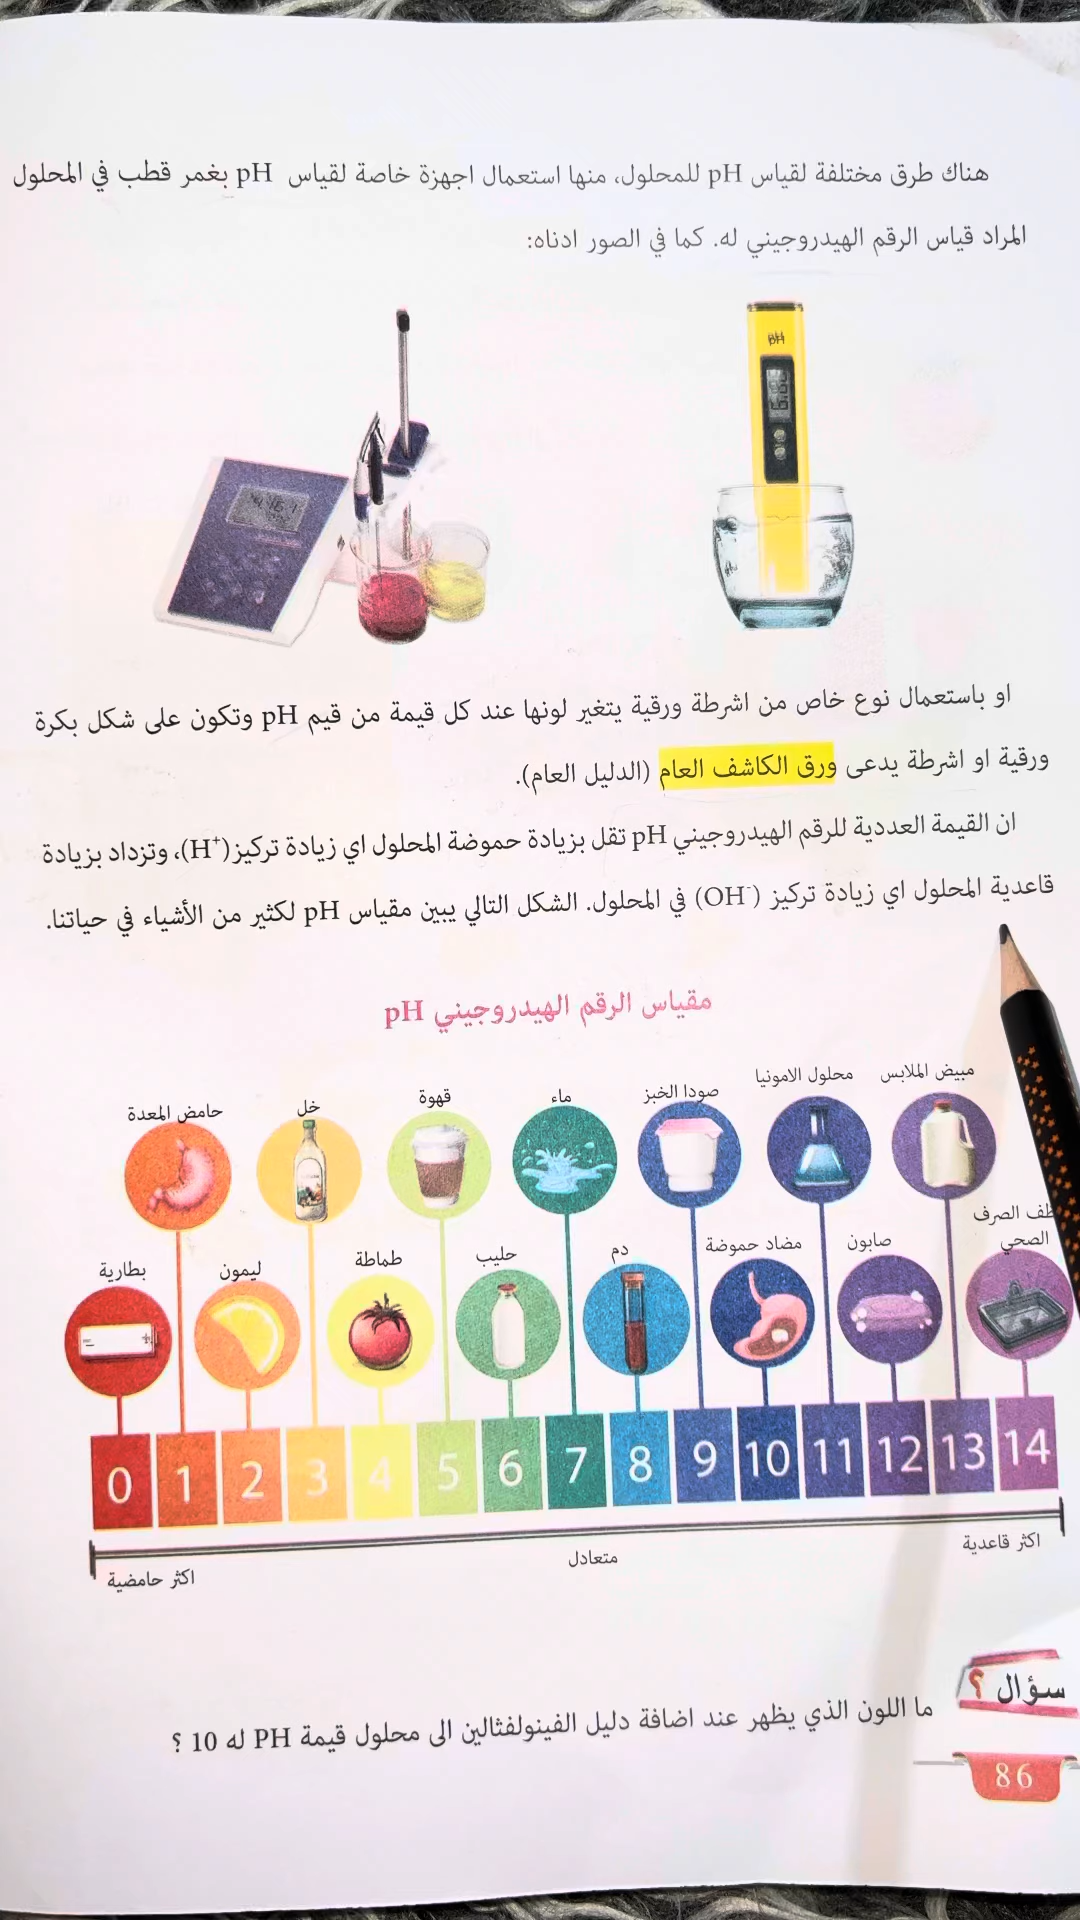 هناك طرق مختلفة لقياس pH للمحلول، منها استعمال اجهزة خاصة لقياس pH بغمر قطب في المحلول
المراد قياس الرقم الهيدروجيني له. كما في الصور ادناه:
pH
او باستعمال نوع خاص من اشرطة ورقية يتغير لونها عند كل قيمة من قيم pH وتكون على شكل بكرة
ورقية او اشرطة يدعى ورق الكاشف العام (الدليل العام).
ان القيمة العددية للرقم الهيدروجيني pH تقل بزيادة حموضة المحلول اي زيادة تركيز(H⁺)، وتزداد بزيادة
قاعدية المحلول اي زيادة تركيز (OH⁻) في المحلول. الشكل التالي يبين مقياس pH لكثير من الأشياء في حياتنا.
مقياس الرقم الهيدروجيني pH
حامض المعدة خل قهوة ماء صودا الخبز محلول الامونيا مبيض الملابس
بطارية ليمون طماطة حليب دم مضاد حموضة صابون الصرف
الصحي
0 1 2 3 4 5 6 7 8 9 10 11 12 13 14
اكثر حامضية متعادل اكثر قاعدية
سؤال ؟
ما اللون الذي يظهر عند اضافة دليل الفينولفثالين الى محلول قيمة PH له 10 ؟
86